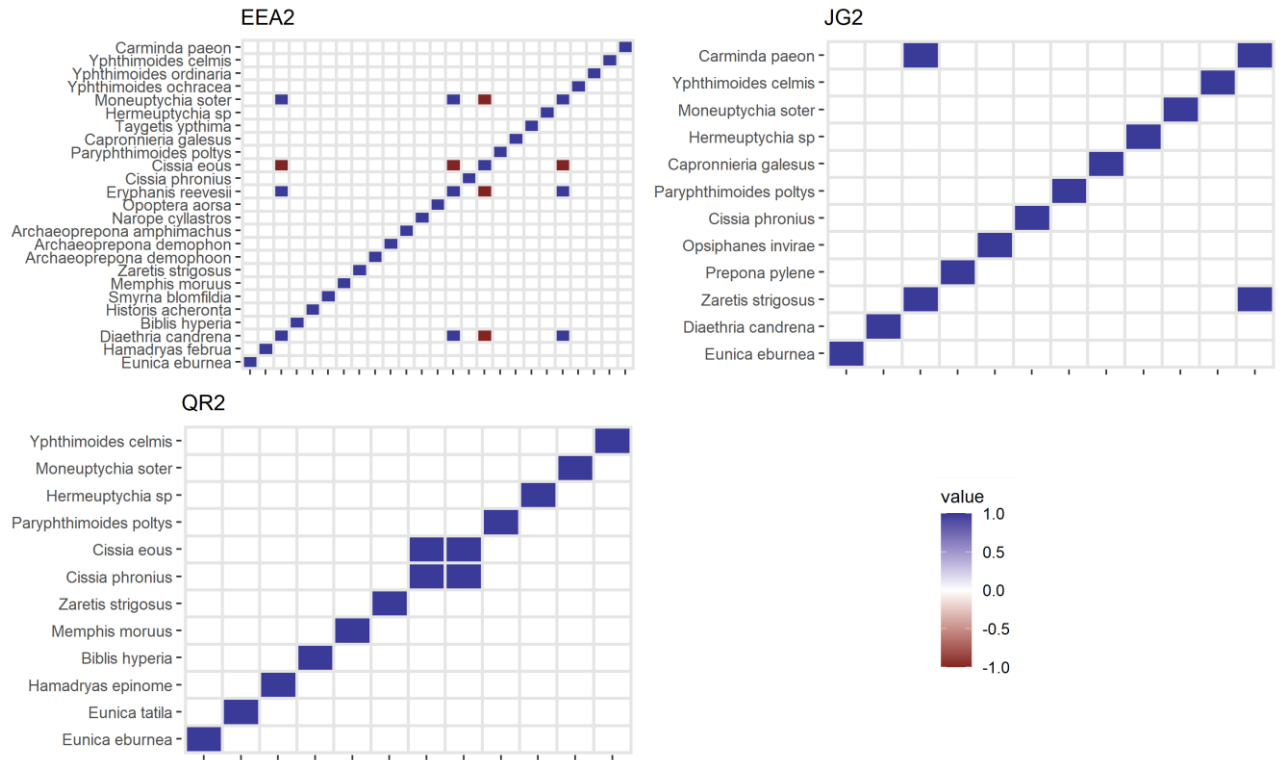 EEA2
Carminda paeon
Yphthimoides celmis
Yphthimoides ordinaria
Yphthimoides ochracea
Moneuptychia soter
Hermeuptychia sp
Taygetis ypthima
Capronnieria galesus
Paryphthimoides poltys
Cissia eous
Cissia phronius
Eryphanis reevesii
Opoptera aorsa
Narope cyllastros
Archaeoprepona amphimachus
Archaeoprepona demophon
Archaeoprepona demophoon
Zaretis strigosus
Memphis moruus
Smyrna blomfildia
Historis acheronta
Biblis hyperia
Diaethria candrena
Hamadryas februa
Eunica eburnea
JG2
Carminda paeon
Yphthimoides celmis
Moneuptychia soter
Hermeuptychia sp
Capronnieria galesus
Paryphthimoides poltys
Cissia phronius
Opsiphanes invirae
Prepona pylene
Zaretis strigosus
Diaethria candrena
Eunica eburnea
QR2
Yphthimoides celmis
Moneuptychia soter
Hermeuptychia sp
Paryphthimoides poltys
Cissia eous
Cissia phronius
Zaretis strigosus
Memphis moruus
Biblis hyperia
Hamadryas epinome
Eunica tatila
Eunica eburnea
value
1.0
0.5
0.0
-0.5
-1.0